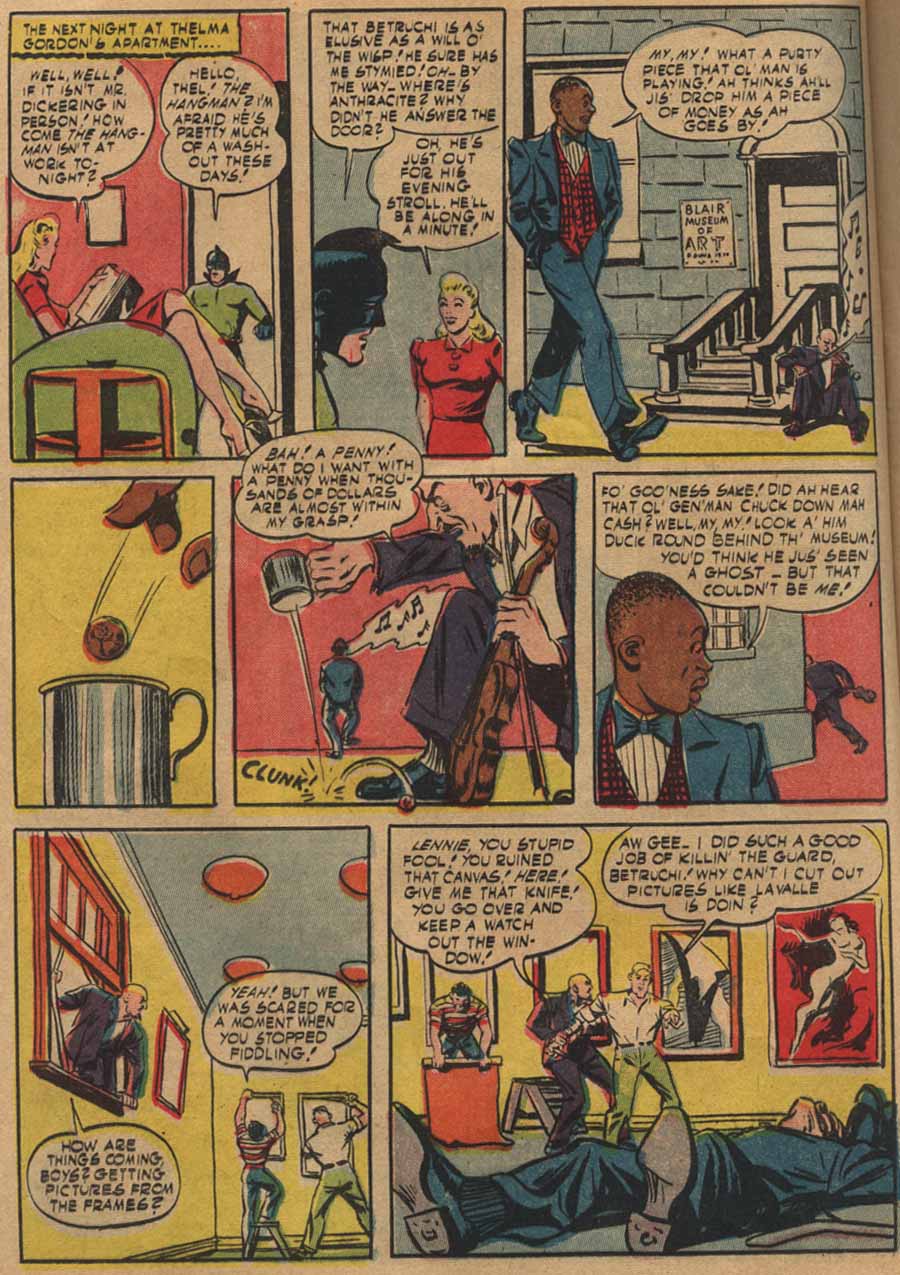 THE NEXT NIGHT AT THELMA
GORDON'S APARTMENT....
WELL, WELL!
IF IT ISN'T MR.
DICKERING IN
PERSON! HOW
COME THE HANG-
MAN ISN'T AT
WORK TO-
NIGHT?
HELLO,
THEL! THE
HANGMAN? I'M
AFRAID HE'S
PRETTY MUCH
OF A WASH-
OUT THESE
DAYS!
THAT BETRUCHI IS AS
ELUSIVE AS A WILL O'
THE WISP! HE SURE HAS
ME STYMIED! OH- BY
THE WAY- WHERE'S
ANTHRACITE? WHY
DIDN'T HE ANSWER THE
DOOR?
OH, HE'S
JUST OUT
FOR HIS
EVENING
STROLL. HE'LL
BE ALONG IN
A MINUTE!
MY, MY! WHAT A PURTY
PIECE THAT OL' MAN IS
PLAYING! AH THINKS AH'LL
JIS' DROP HIM A PIECE
OF MONEY AS AH
GOES BY!
BLAIR
MUSEUM
OF
ART
BAH! A PENNY!
WHAT DO I WANT WITH
A PENNY WHEN THOU-
SANDS OF DOLLARS
ARE ALMOST WITHIN
MY GRASP!
CLUNK!
FO' GOO'NESS SAKE! DID AH HEAR
THAT OL' GEN'MAN CHUCK DOWN MAH
CASH? WELL, MY, MY! LOOK A' HIM
DUCK ROUND BEHIND TH' MUSEUM!
YOU'D THINK HE JUS' SEEN
A GHOST - BUT THAT
COULDN'T BE ME!
YEAH! BUT WE
WAS SCARED FOR
A MOMENT WHEN
YOU STOPPED
FIDDLING!
HOW ARE
THINGS COMING,
BOYS? GETTING
PICTURES FROM
THE FRAMES?
LENNIE, YOU STUPID
FOOL! YOU RUINED
THAT CANVAS! HERE!
GIVE ME THAT KNIFE!
YOU GO OVER AND
KEEP A WATCH
OUT THE WIN-
DOW!
AW GEE- I DID SUCH A GOOD
JOB OF KILLIN' THE GUARD,
BETRUCHI! WHY CAN'T I CUT OUT
PICTURES LIKE LAVALLE
IS DOIN'?